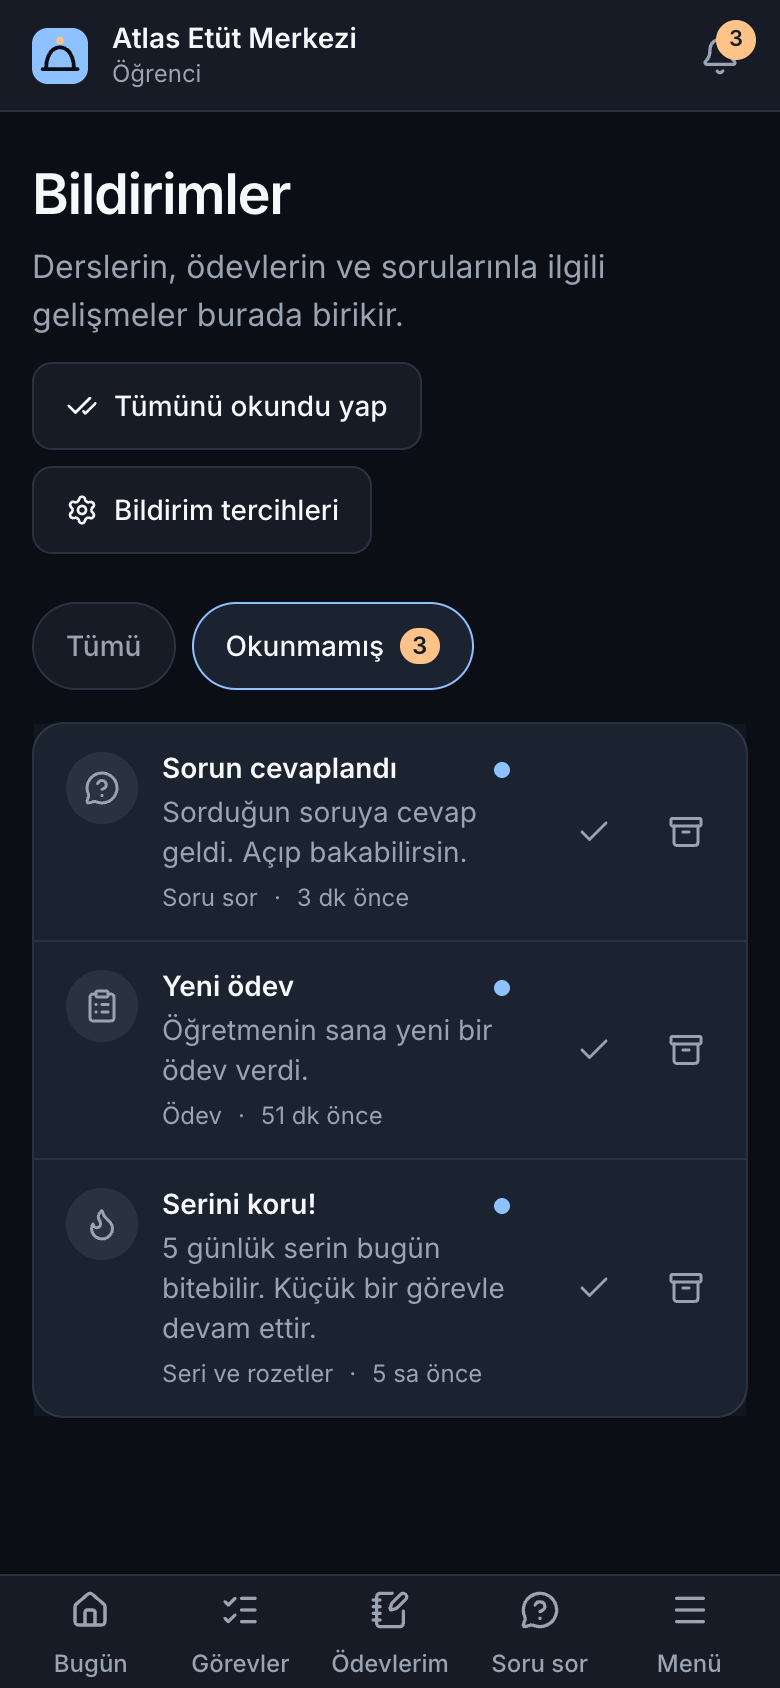 Atlas Etüt Merkezi
Öğrenci
3
Bildirimler
Derslerin, ödevlerin ve sorularınla ilgili
gelişmeler burada birikir.
Tümünü okundu yap
Bildirim tercihleri
Tümü
Okunmamış 3
Sorun cevaplandı
Sorduğun soruya cevap
geldi. Açıp bakabilirsin.
Soru sor · 3 dk önce
Yeni ödev
Öğretmenin sana yeni bir
ödev verdi.
Ödev · 51 dk önce
Serini koru!
5 günlük serin bugün
bitebilir. Küçük bir görevle
devam ettir.
Seri ve rozetler · 5 sa önce
Bugün
Görevler
Ödevlerim
Soru sor
Menü